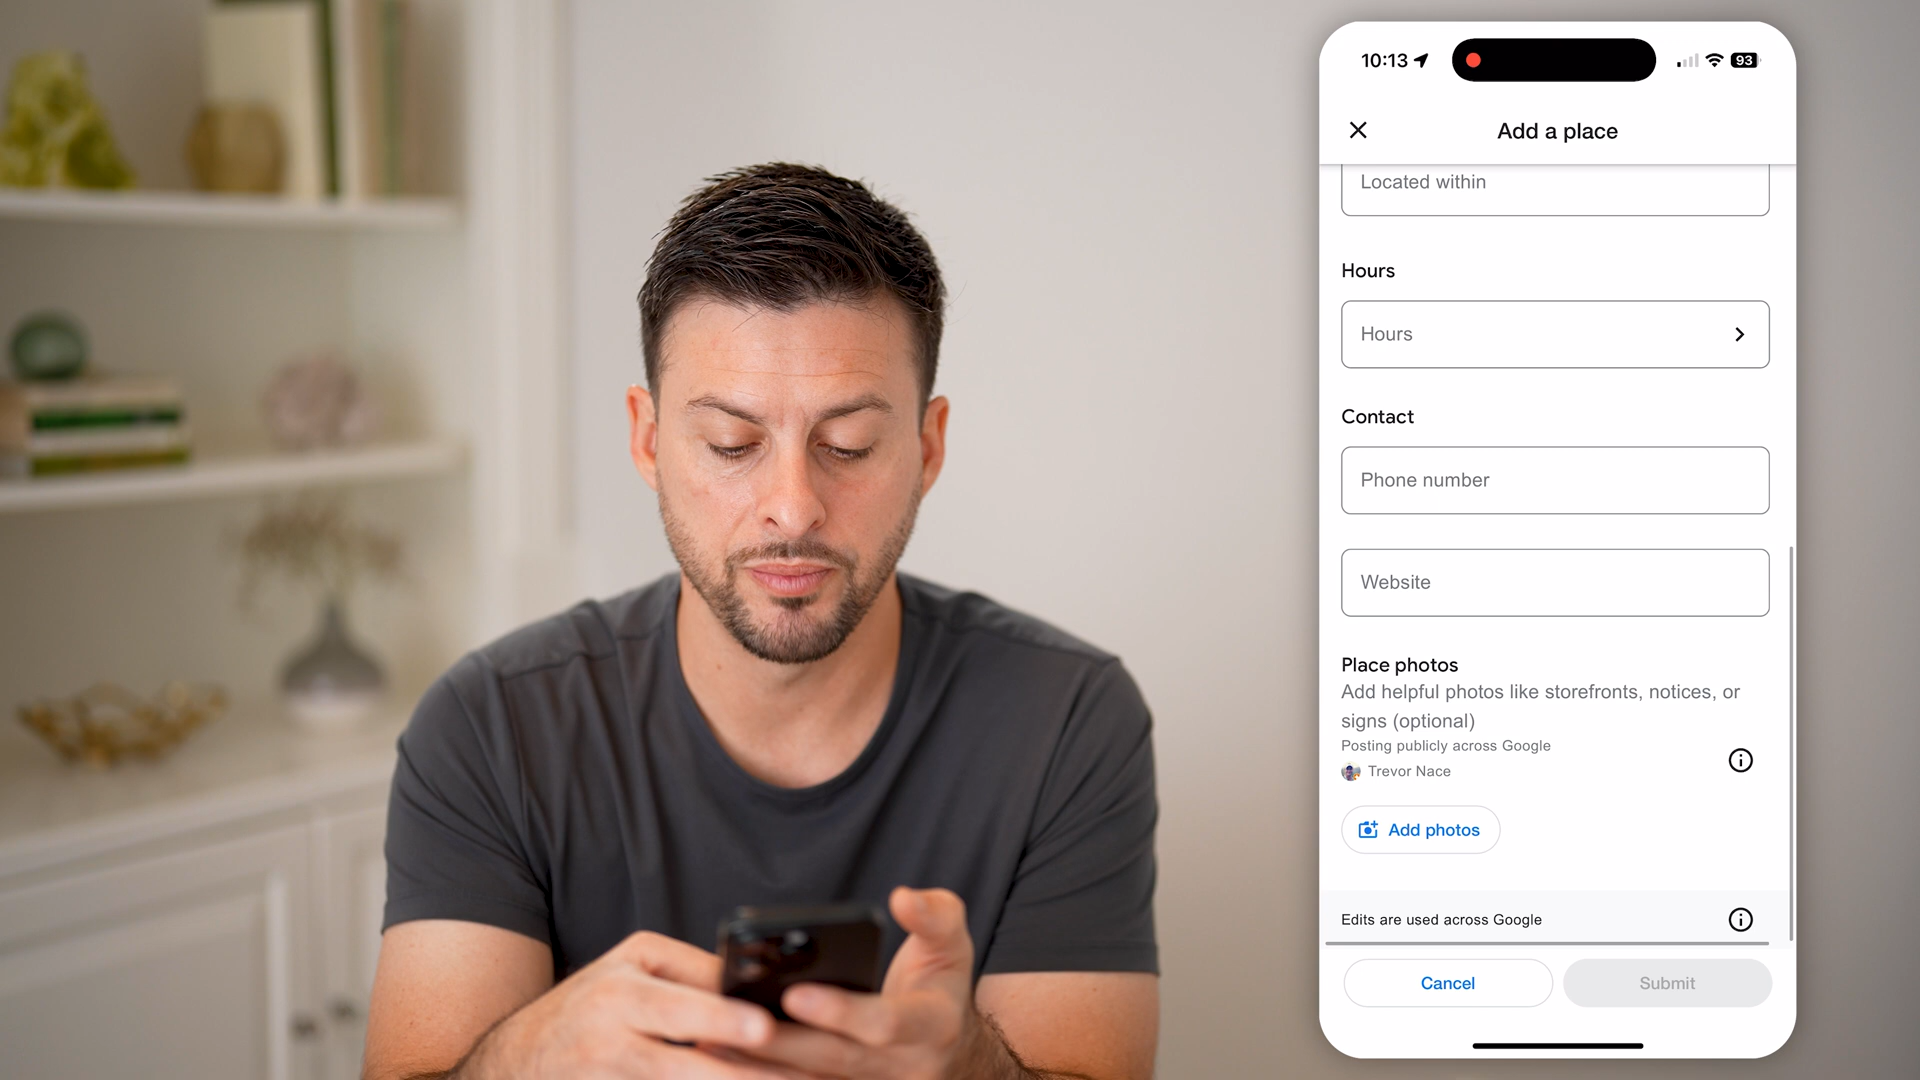 10:13
93
Add a place
Located within
Hours
Hours
Contact
Phone number
Website
Place photos
Add helpful photos like storefronts, notices, or
signs (optional)
Posting publicly across Google
Trevor Nace
Add photos
Edits are used across Google
Cancel
Submit